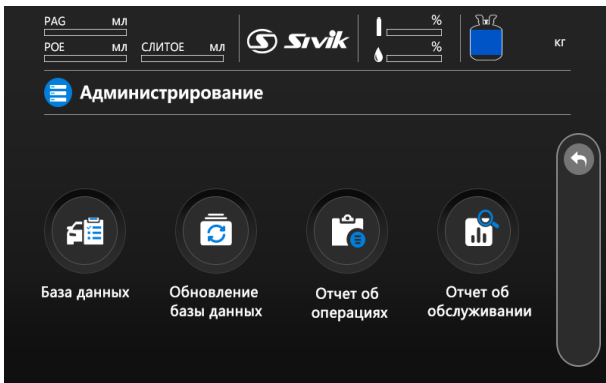 PAG мл
POE мл СЛИТОЕ мл
Sivik
%
%
кг
Администрирование
База данных
Обновление
базы данных
Отчет об
операциях
Отчет об
обслуживании